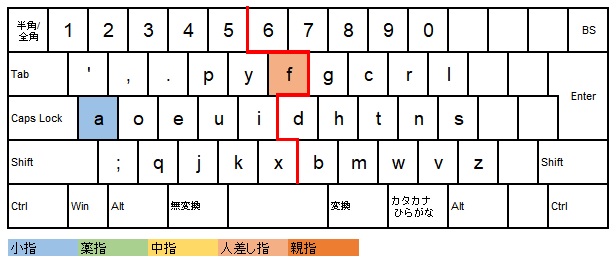 半角/
全角 1 2 3 4 5 6 7 8 9 0 BS
Tab ' , . p y f g c r l Enter
Caps Lock a o e u i d h t n s
Shift ; q j k x b m w v z Shift
Ctrl Win Alt 無変換 変換 カタカナ
ひらがな Alt Ctrl
小指 薬指 中指 人差し指 親指